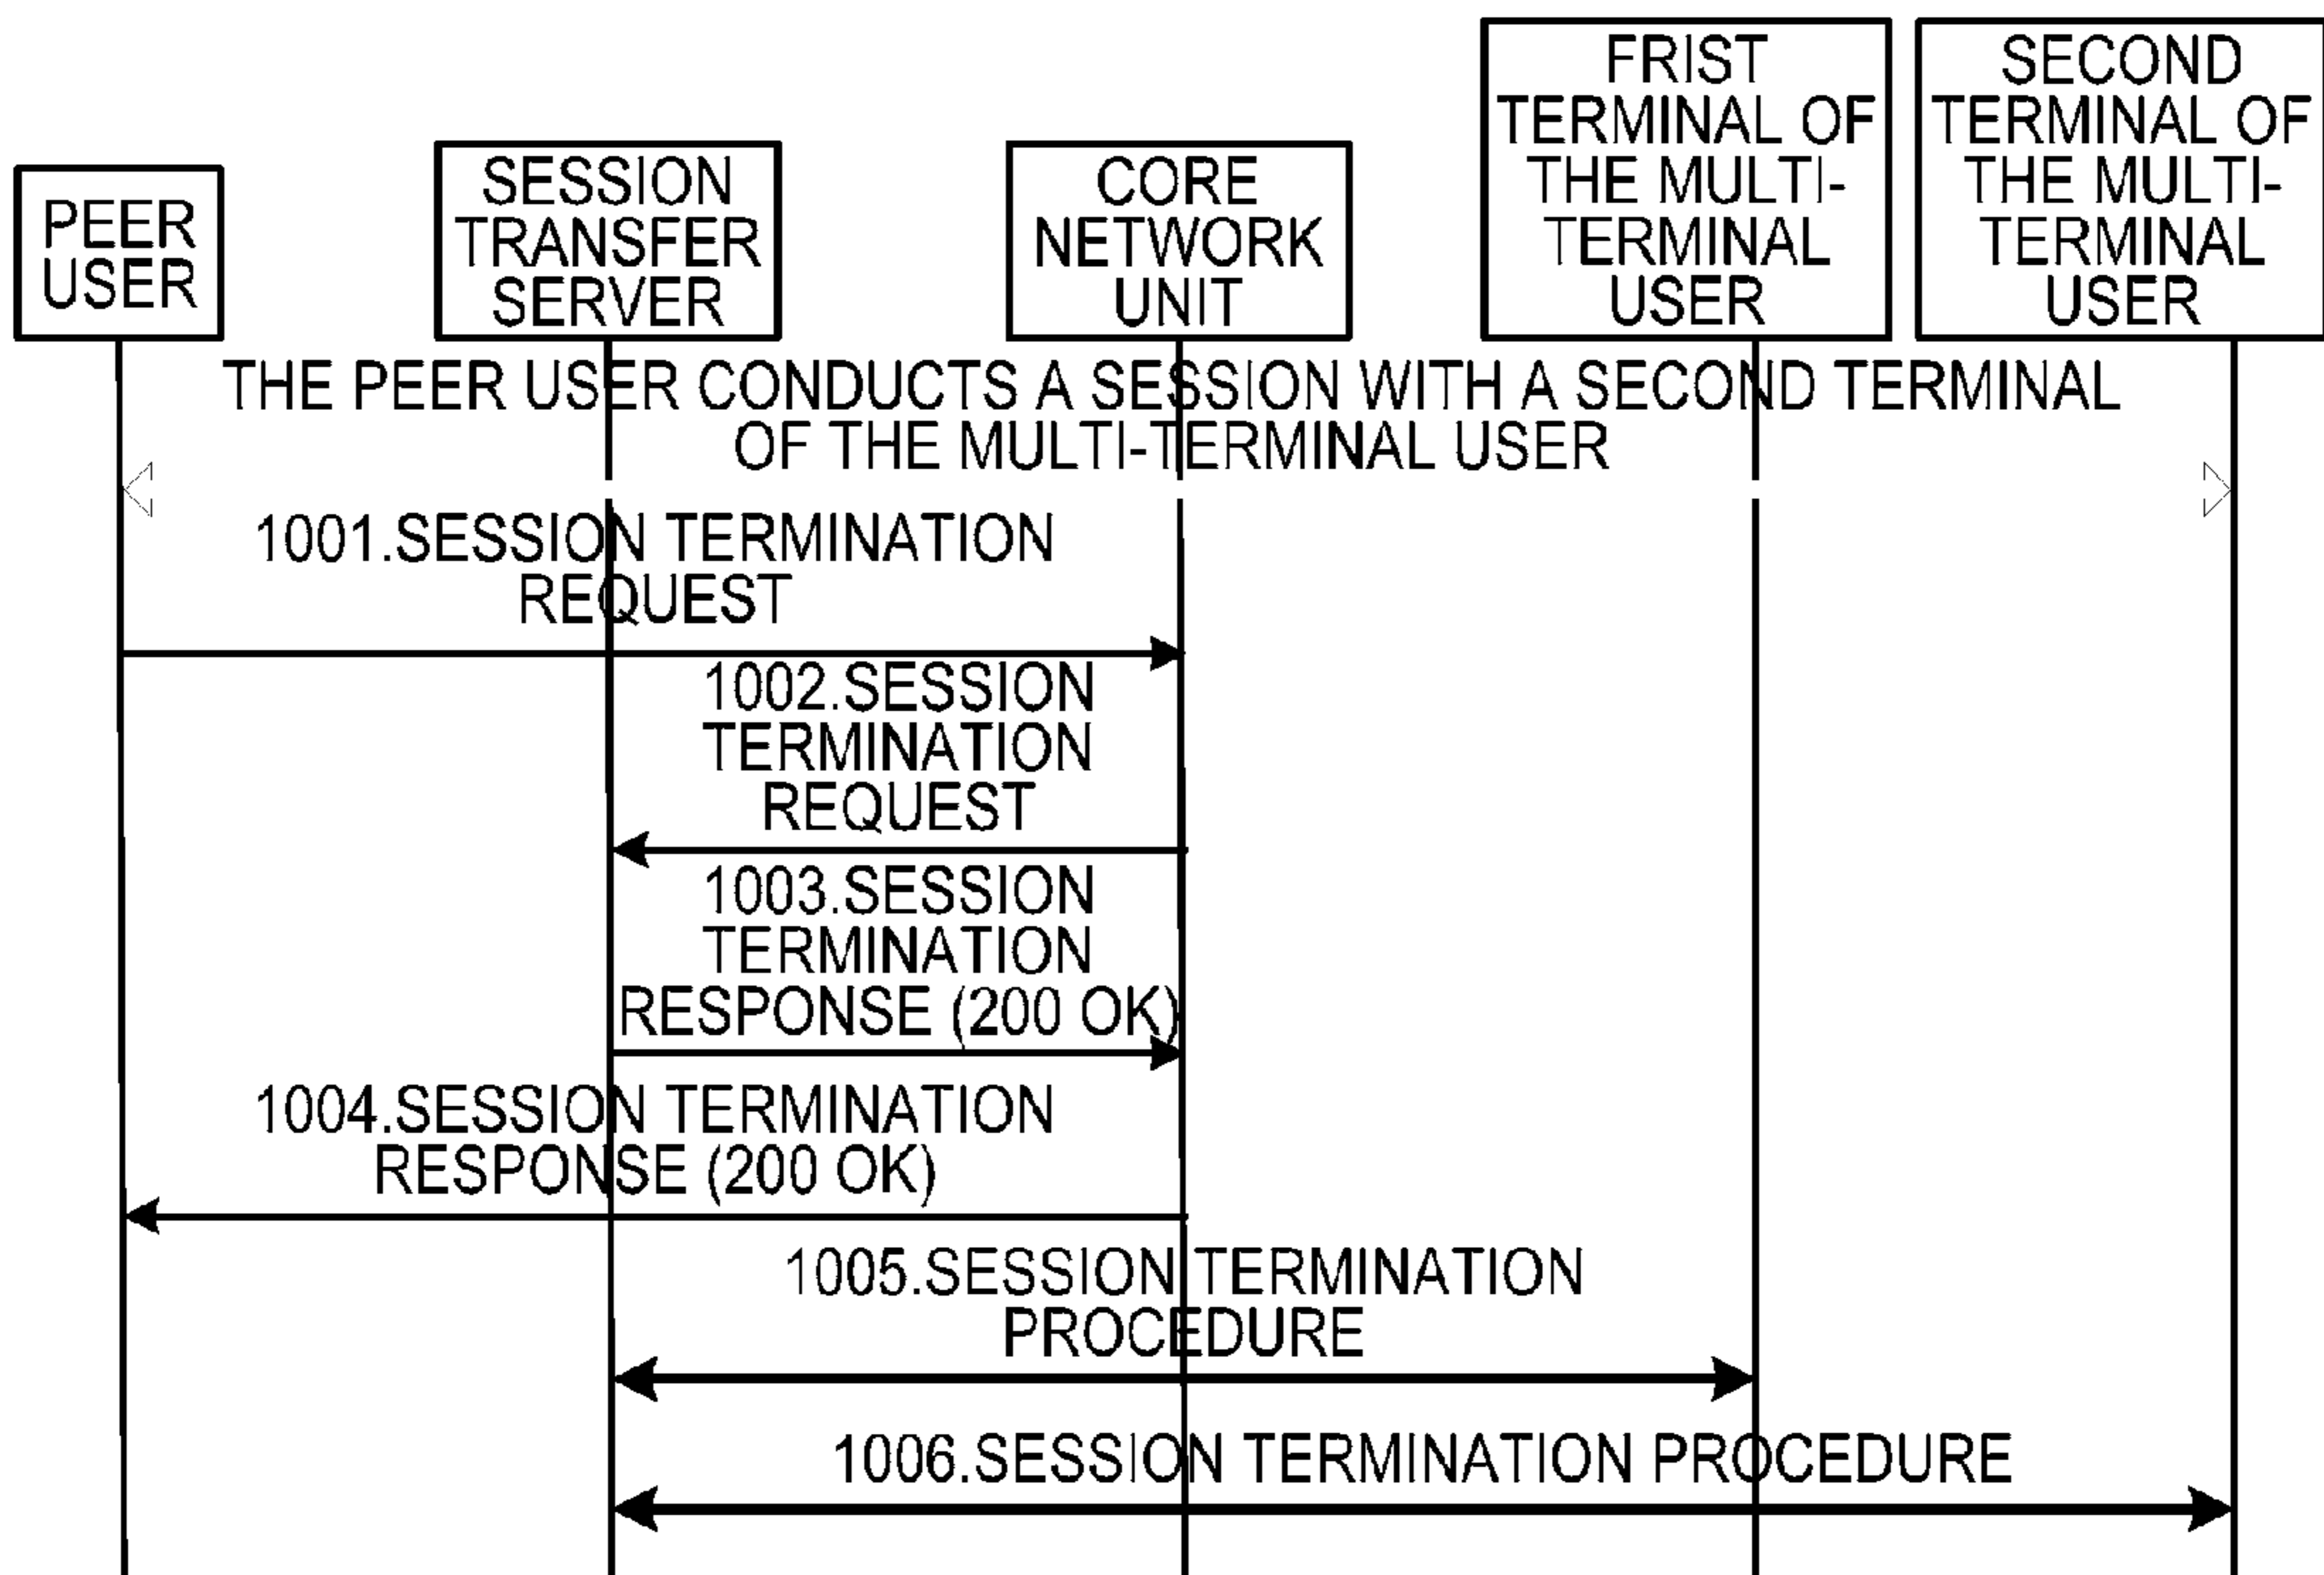 PEER
USER
SESSION
TRANSFER
SERVER
CORE
NETWORK
UNIT
FRIST
TERMINAL OF
THE MULTI-
TERMINAL
USER
SECOND
TERMINAL OF
THE MULTI-
TERMINAL
USER
THE PEER USER CONDUCTS A SESSION WITH A SECOND TERMINAL
OF THE MULTI-TERMINAL USER
1001.SESSION TERMINATION
REQUEST
1002.SESSION
TERMINATION
REQUEST
1003.SESSION
TERMINATION
RESPONSE (200 OK)
1004.SESSION TERMINATION
RESPONSE (200 OK)
1005.SESSION TERMINATION
PROCEDURE
1006.SESSION TERMINATION PROCEDURE